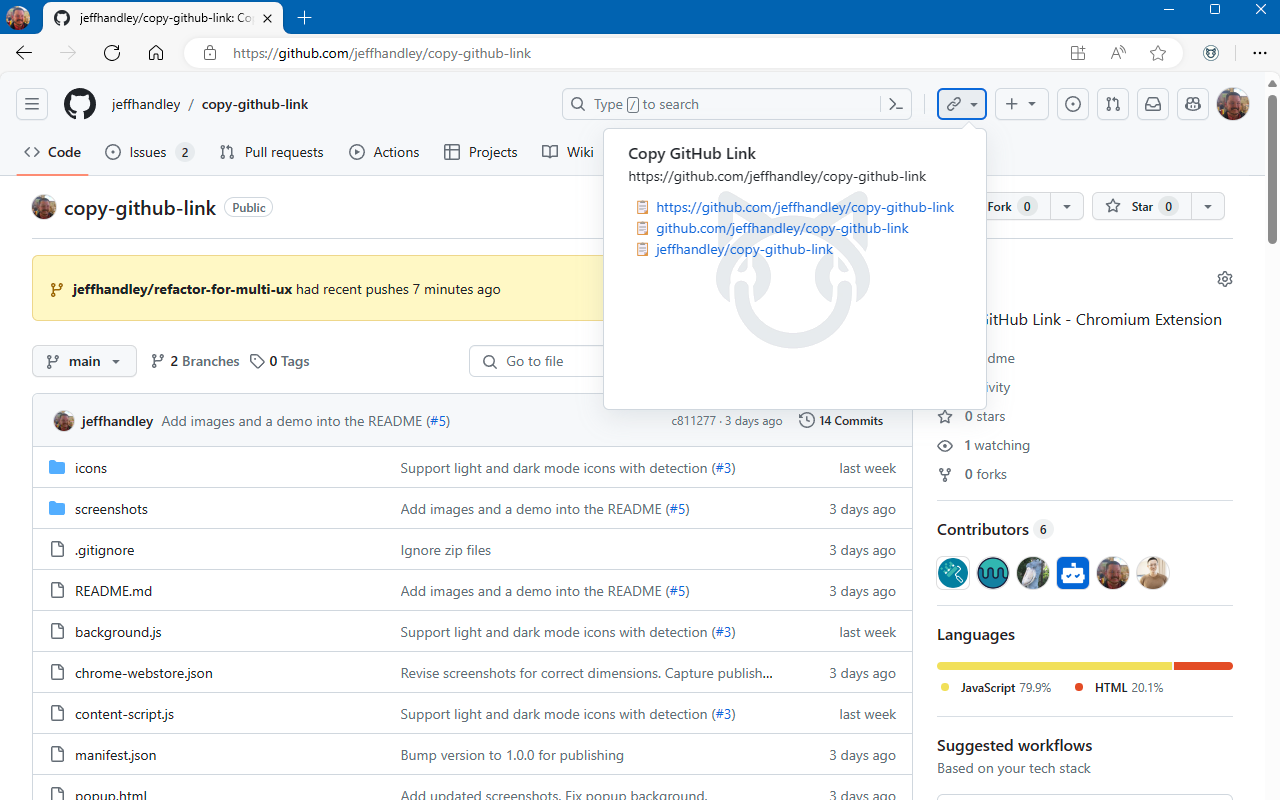 jeffhandley/copy-github-link: Co
https://github.com/jeffhandley/copy-github-link
jeffhandley / copy-github-link
Type / to search
Code
Issues 2
Pull requests
Actions
Projects
Wiki
Copy GitHub Link
https://github.com/jeffhandley/copy-github-link
https://github.com/jeffhandley/copy-github-link
github.com/jeffhandley/copy-github-link
jeffhandley/copy-github-link
copy-github-link Public
Fork 0
Star 0
jeffhandley/refactor-for-multi-ux had recent pushes 7 minutes ago
main
2 Branches
0 Tags
Go to file
jeffhandley Add images and a demo into the README (#5) c811277 · 3 days ago 14 Commits
icons Support light and dark mode icons with detection (#3) last week
screenshots Add images and a demo into the README (#5) 3 days ago
.gitignore Ignore zip files 3 days ago
README.md Add images and a demo into the README (#5) 3 days ago
background.js Support light and dark mode icons with detection (#3) last week
chrome-webstore.json Revise screenshots for correct dimensions. Capture publish... 3 days ago
content-script.js Support light and dark mode icons with detection (#3) last week
manifest.json Bump version to 1.0.0 for publishing 3 days ago
popup.html Add updated screenshots. Fix popup background. 3 days ago
GitHub Link - Chromium Extension
dme
ivity
0 stars
1 watching
0 forks
Contributors 6
Languages
JavaScript 79.9% HTML 20.1%
Suggested workflows
Based on your tech stack